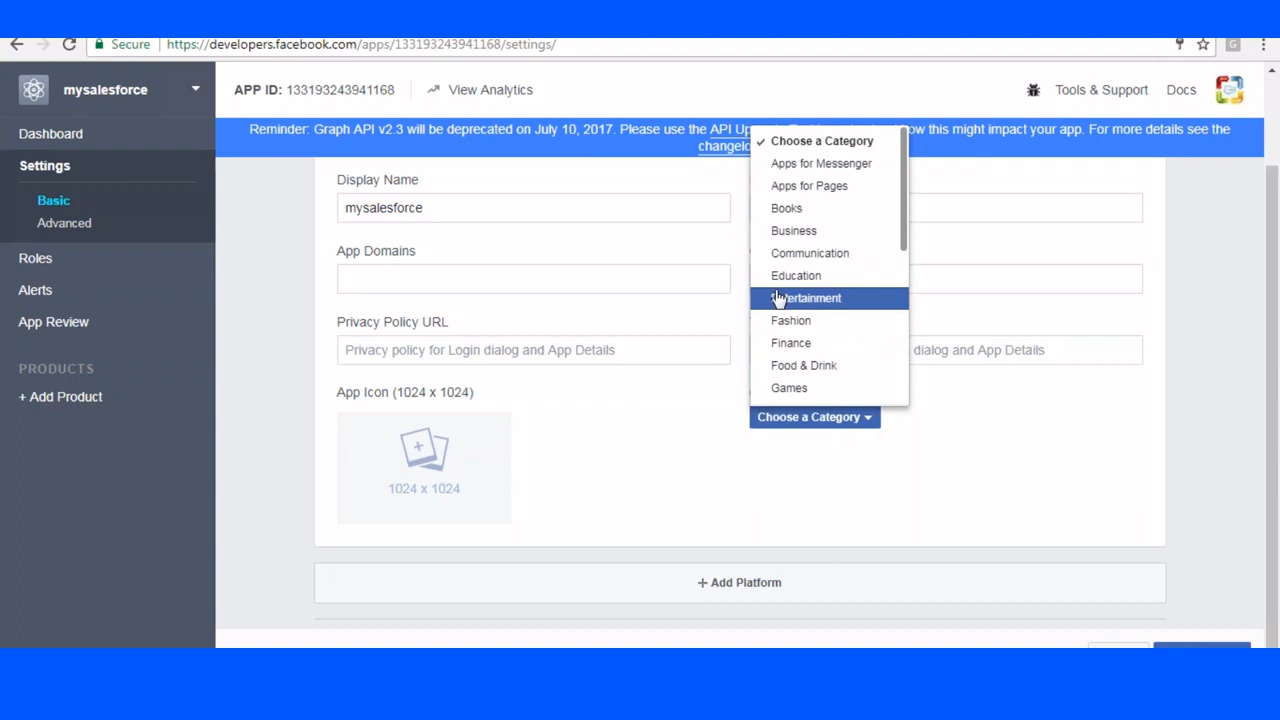 Secure
https://developers.facebook.com/apps/133193243941168/settings/
mysalesforce
APP ID: 133193243941168
View Analytics
Tools & Support
Docs
Dashboard
Settings
Basic
Advanced
Roles
Alerts
App Review
PRODUCTS
+ Add Product
Reminder: Graph API v2.3 will be deprecated on July 10, 2017. Please use the API this might impact your app. For more details see the
Display Name
mysalesforce
App Domains
Privacy Policy URL
Privacy policy for Login dialog and App Details
App Icon (1024 x 1024)
1024 x 1024
Choose a Category
Apps for Messenger
Apps for Pages
Books
Business
Communication
Education
Entertainment
Fashion
Finance
Food & Drink
Games
dialog and App Details
Choose a Category
+ Add Platform